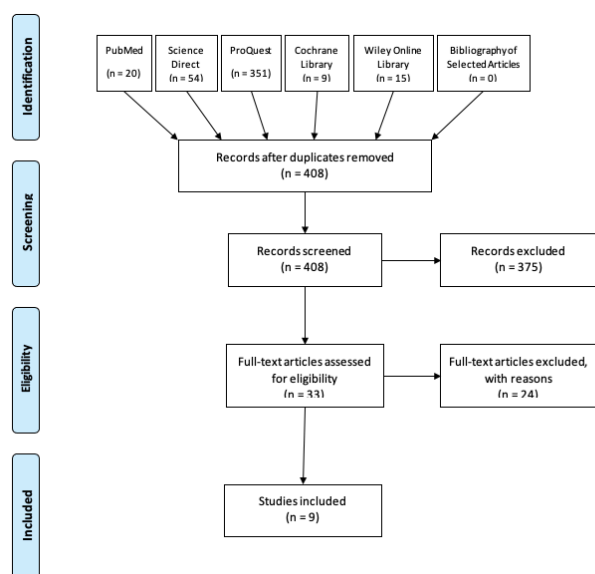 Identification
PubMed
(n = 20)
Science
Direct
(n = 54)
ProQuest
(n = 351)
Cochrane
Library
(n = 9)
Wiley Online
Library
(n = 15)
Bibliography of
Selected Articles
(n = 0)
Records after duplicates removed
(n = 408)
Screening
Records screened
(n = 408)
Records excluded
(n = 375)
Eligibility
Full-text articles assessed
for eligibility
(n = 33)
Full-text articles excluded,
with reasons
(n = 24)
Included
Studies included
(n = 9)